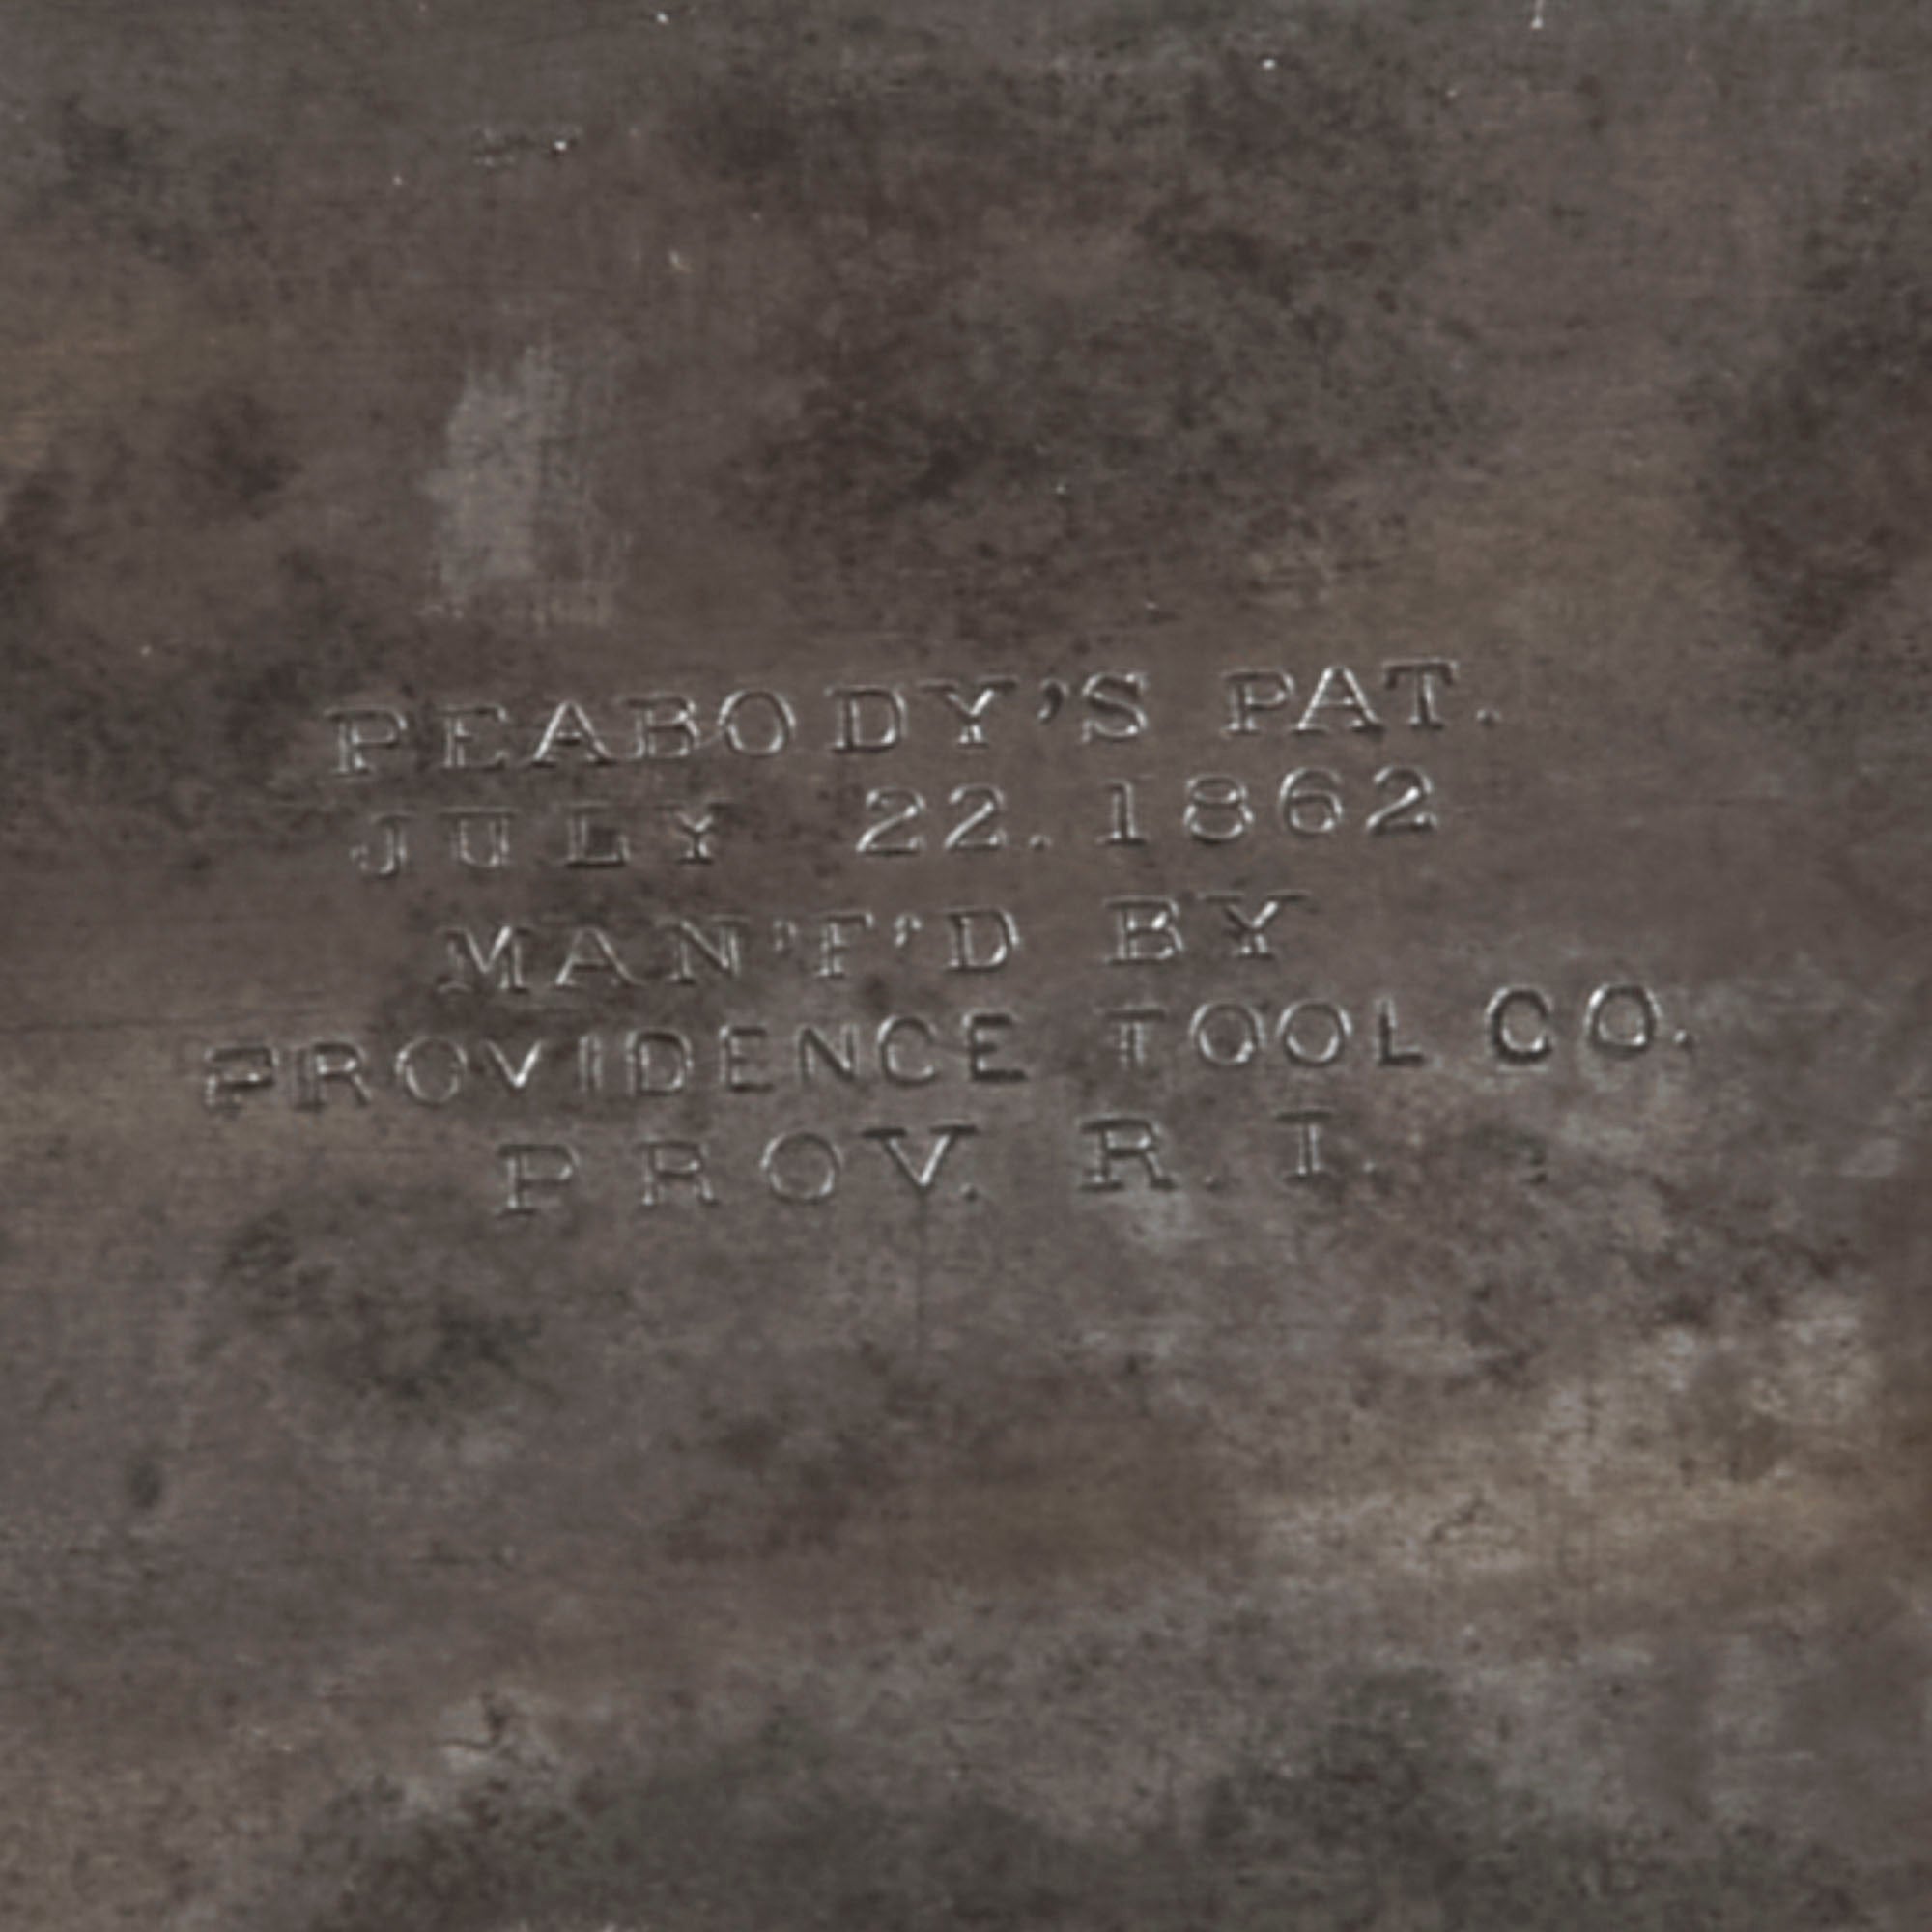 PEABODY'S PAT.
JULY 22. 1862
MAN'F'D BY
PROVIDENCE TOOL CO.
PROV. R. I.